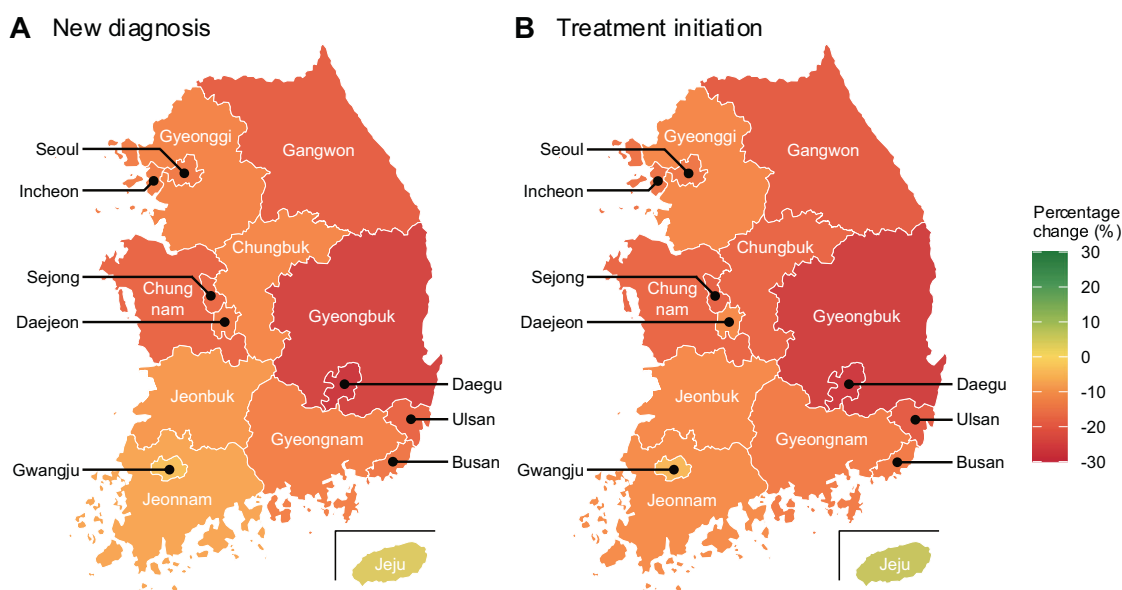 A New diagnosis
Gyeonggi
Seoul
Gangwon
Incheon
Chungbuk
Sejong
Chung
nam
Daejeon
Gyeongbuk
Daegu
Jeonbuk
Ulsan
Gyeongnam
Busan
Gwangju
Jeonnam
Jeju
B Treatment initiation
Gyeonggi
Seoul
Gangwon
Incheon
Chungbuk
Sejong
Chung
nam
Daejeon
Gyeongbuk
Daegu
Jeonbuk
Ulsan
Gyeongnam
Busan
Gwangju
Jeonnam
Jeju
Percentage
change (%)
30
20
10
0
-10
-20
-30